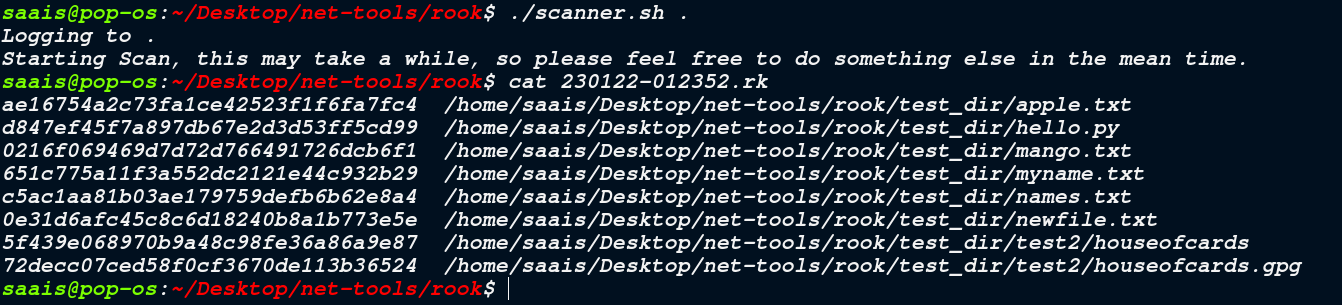 saais@pop-os:~/Desktop/net-tools/rook$ ./scanner.sh .
Logging to .
Starting Scan, this may take a while, so please feel free to do something else in the mean time.
saais@pop-os:~/Desktop/net-tools/rook$ cat 230122-012352.rk
ae16754a2c73fa1ce42523f1f6fa7fc4  /home/saais/Desktop/net-tools/rook/test_dir/apple.txt
d847ef45f7a897db67e2d3d53ff5cd99  /home/saais/Desktop/net-tools/rook/test_dir/hello.py
0216f069469d7d72d766491726dcb6f1  /home/saais/Desktop/net-tools/rook/test_dir/mango.txt
651c775a11f3a552dc2121e44c932b29  /home/saais/Desktop/net-tools/rook/test_dir/myname.txt
c5ac1aa81b03ae179759defb6b62e8a4  /home/saais/Desktop/net-tools/rook/test_dir/names.txt
0e31d6afc45c8c6d18240b8a1b773e5e  /home/saais/Desktop/net-tools/rook/test_dir/newfile.txt
5f439e068970b9a48c98fe36a86a9e87  /home/saais/Desktop/net-tools/rook/test_dir/test2/houseofcards
72decc07ced58f0cf3670de113b36524  /home/saais/Desktop/net-tools/rook/test_dir/test2/houseofcards.gpg
saais@pop-os:~/Desktop/net-tools/rook$